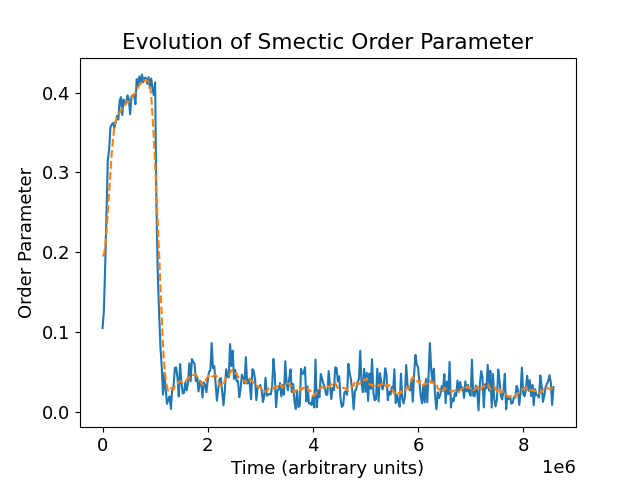 Evolution of Smectic Order Parameter
Order Parameter
0.4
0.3
0.2
0.1
0.0
0 2 4 6 8
1e6
Time (arbitrary units)